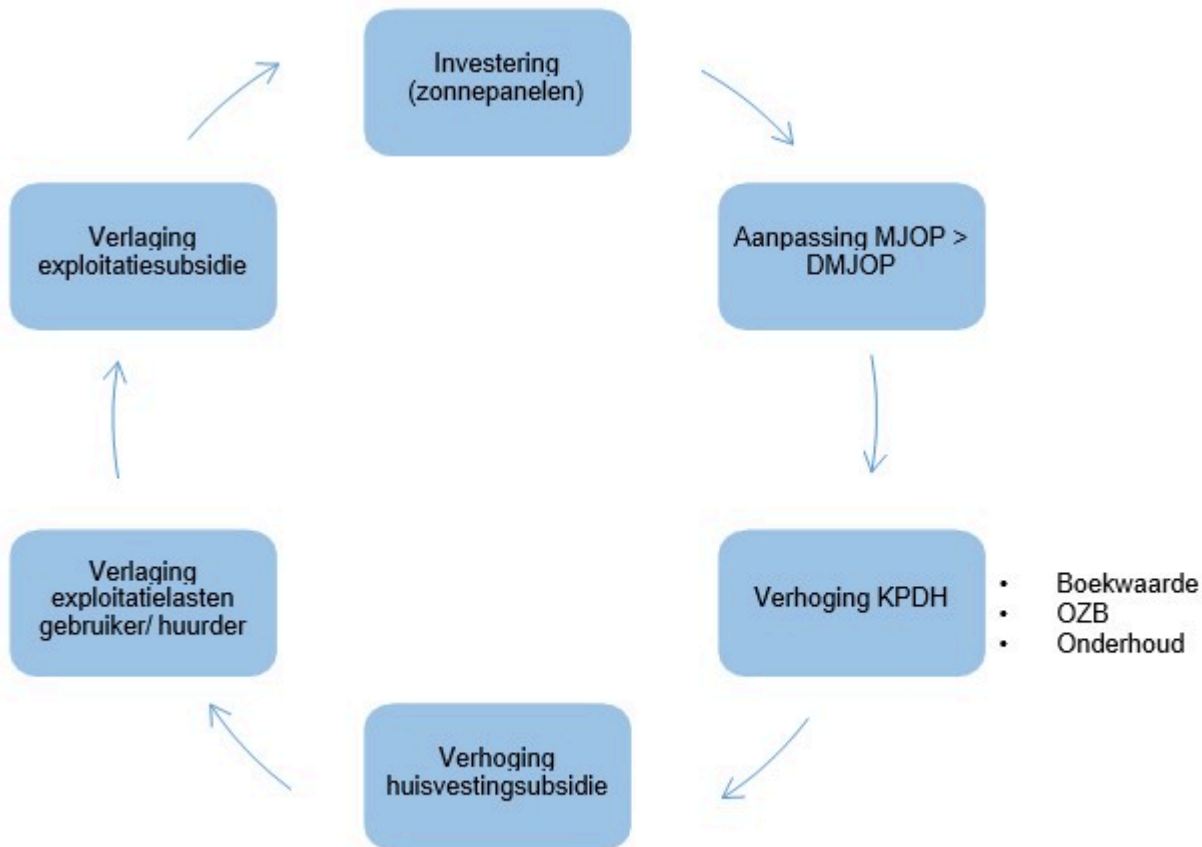 Investering
(zonnepanelen)
Aanpassing MJOP >
DMJOP
Verhoging KPDH
• Boekwaarde
• OZB
• Onderhoud
Verhoging
huisvestingsubsidie
Verlaging
exploitatielasten
gebruiker/ huurder
Verlaging
exploitatiesubsidie